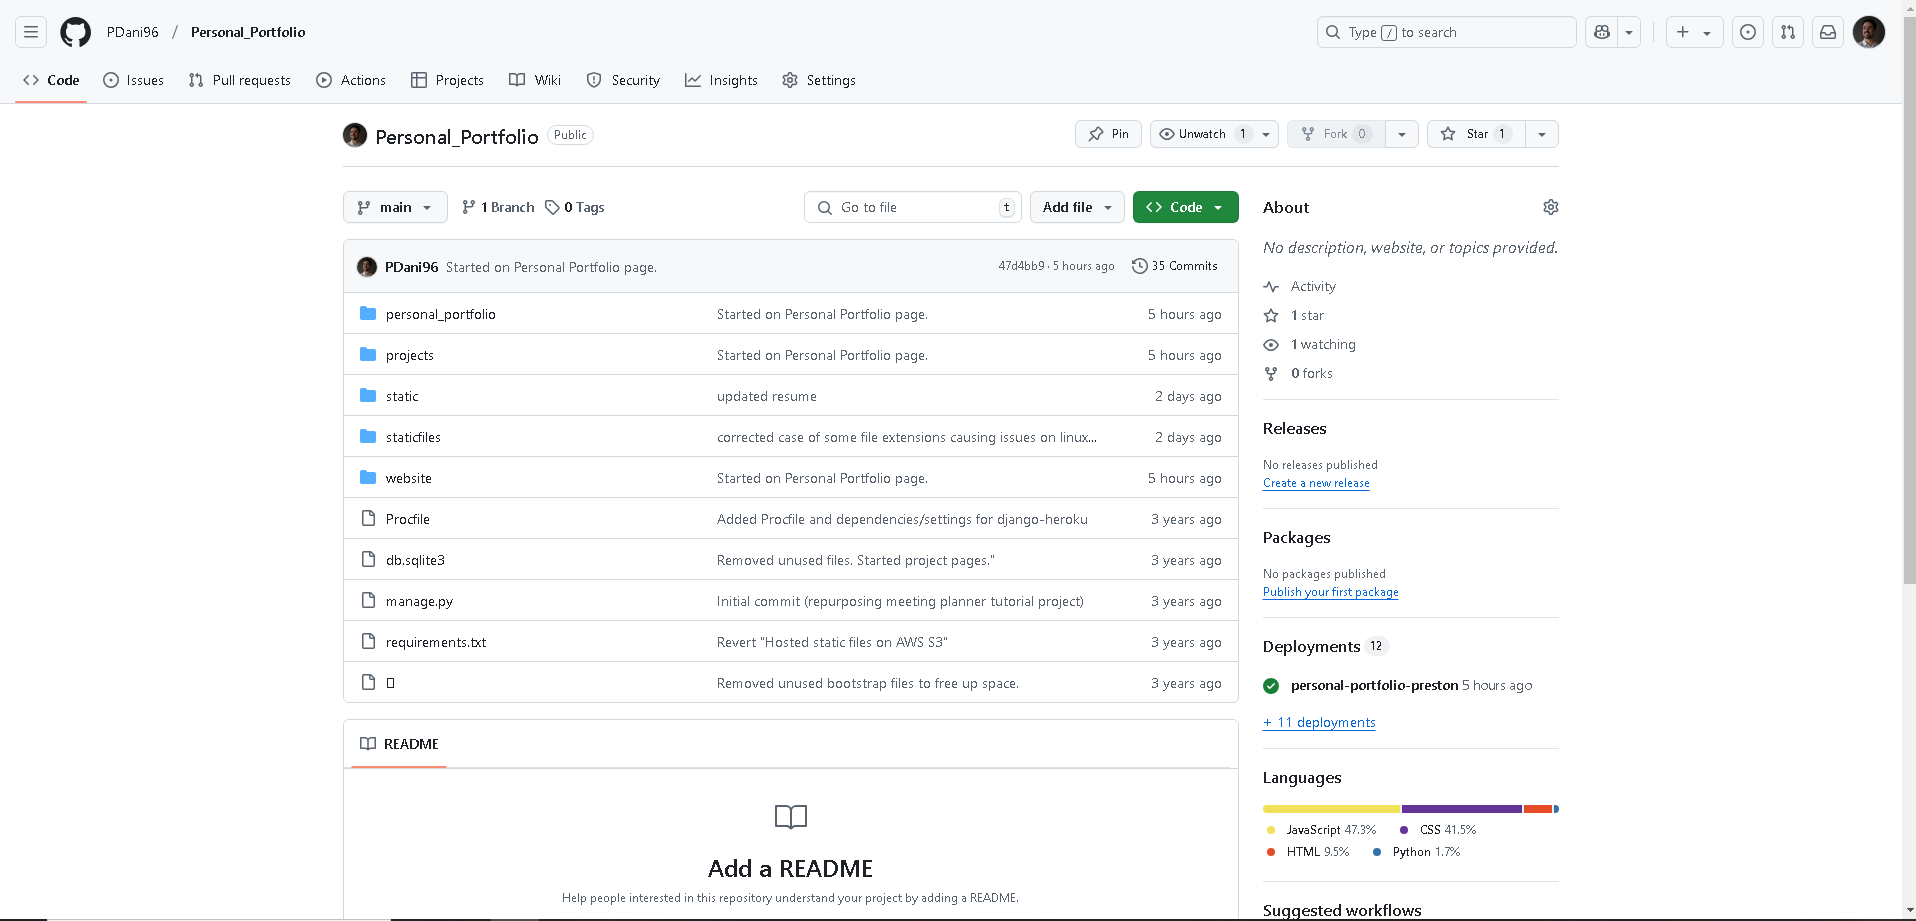 PDani96 / Personal_Portfolio
Type / to search
Code Issues Pull requests Actions Projects Wiki Security Insights Settings
Personal_Portfolio Public
Pin Unwatch 1 Fork 0 Star 1
main 1 Branch 0 Tags
Go to file t Add file Code
PDani96 Started on Personal Portfolio page. 47d4bb9 · 5 hours ago 35 Commits
personal_portfolio Started on Personal Portfolio page. 5 hours ago
projects Started on Personal Portfolio page. 5 hours ago
static updated resume 2 days ago
staticfiles corrected case of some file extensions causing issues on linux... 2 days ago
website Started on Personal Portfolio page. 5 hours ago
Procfile Added Procfile and dependencies/settings for django-heroku 3 years ago
db.sqlite3 Removed unused files. Started project pages." 3 years ago
manage.py Initial commit (repurposing meeting planner tutorial project) 3 years ago
requirements.txt Revert "Hosted static files on AWS S3" 3 years ago
Removed unused bootstrap files to free up space. 3 years ago
README
Add a README
Help people interested in this repository understand your project by adding a README.
About
No description, website, or topics provided.
Activity
1 star
1 watching
0 forks
Releases
No releases published
Create a new release
Packages
No packages published
Publish your first package
Deployments 12
personal-portfolio-preston 5 hours ago
+ 11 deployments
Languages
JavaScript 47.3% CSS 41.5%
HTML 9.5% Python 1.7%
Suggested workflows